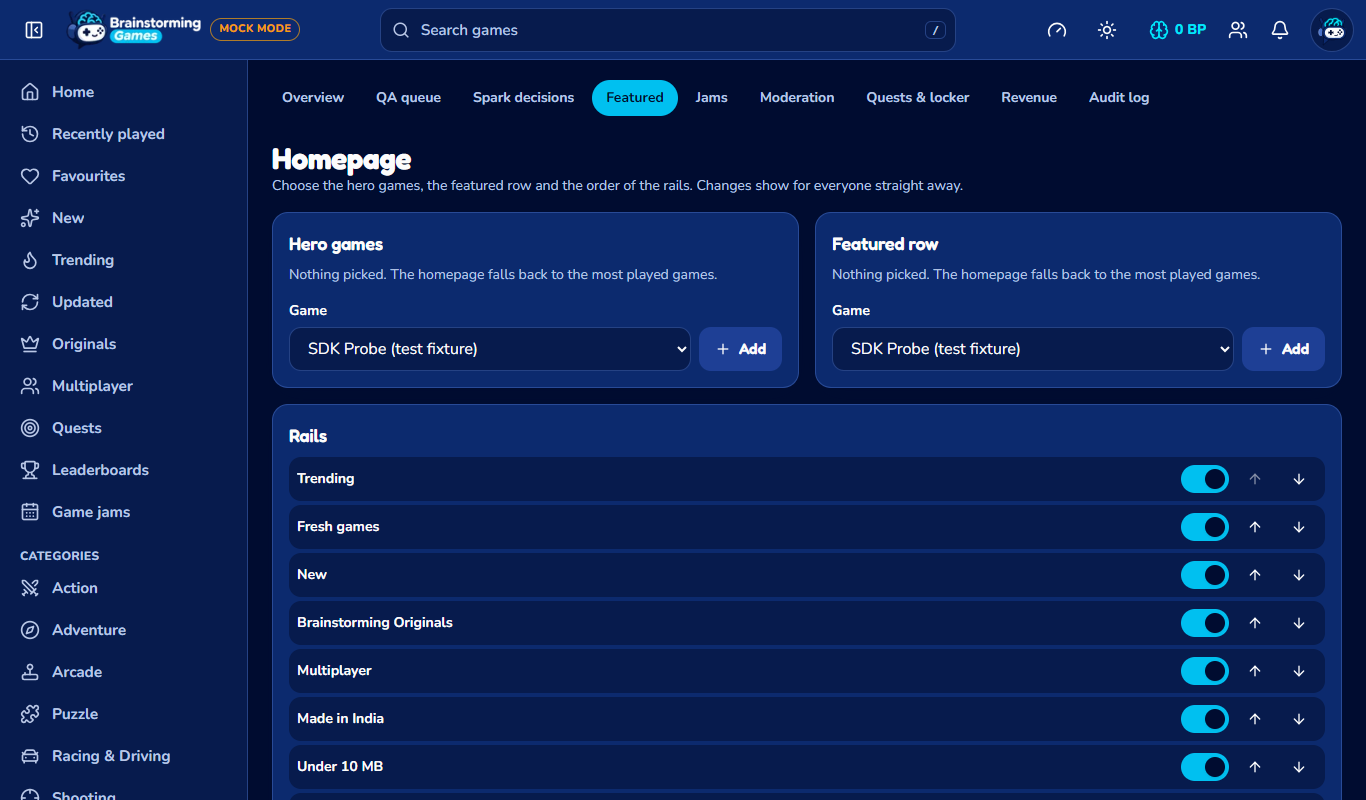 Brainstorming
Games
MOCK MODE
Search games
/
0 BP
Home
Recently played
Favourites
New
Trending
Updated
Originals
Multiplayer
Quests
Leaderboards
Game jams
CATEGORIES
Action
Adventure
Arcade
Puzzle
Racing & Driving
Shooting
Overview
QA queue
Spark decisions
Featured
Jams
Moderation
Quests & locker
Revenue
Audit log
Homepage
Choose the hero games, the featured row and the order of the rails. Changes show for everyone straight away.
Hero games
Nothing picked. The homepage falls back to the most played games.
Game
SDK Probe (test fixture)
+ Add
Featured row
Nothing picked. The homepage falls back to the most played games.
Game
SDK Probe (test fixture)
+ Add
Rails
Trending
Fresh games
New
Brainstorming Originals
Multiplayer
Made in India
Under 10 MB